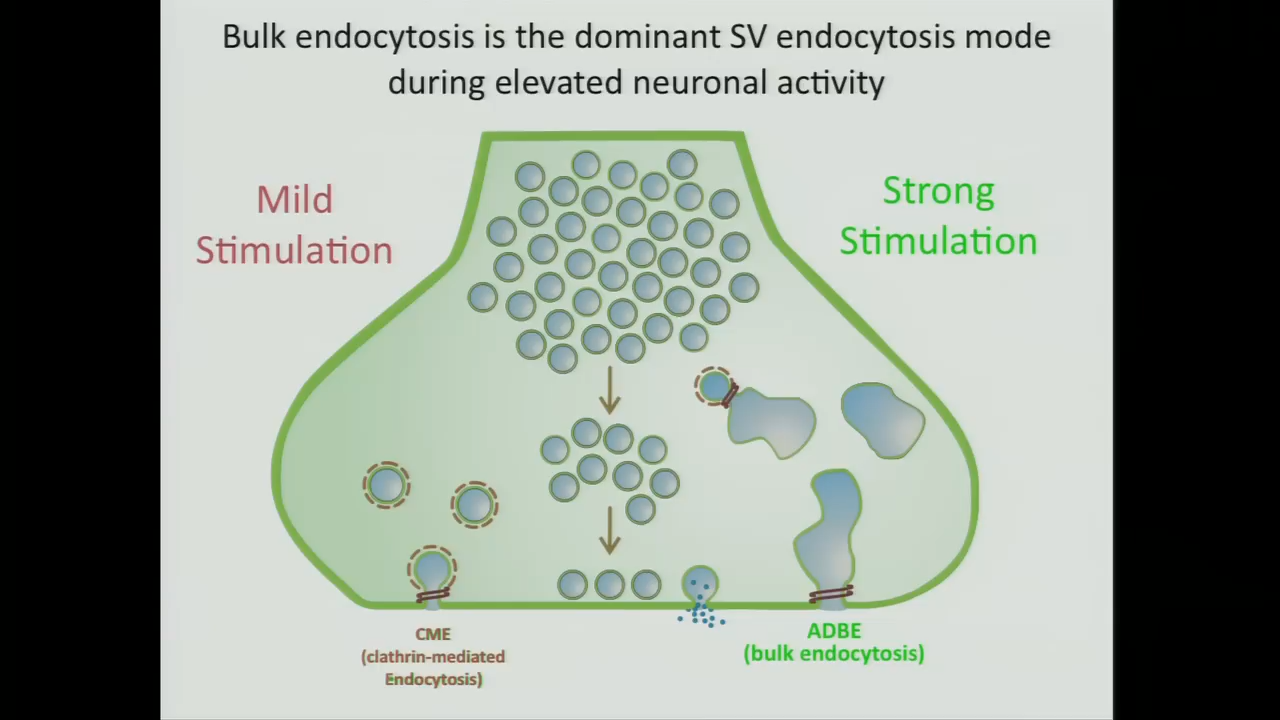 Bulk endocytosis is the dominant SV endocytosis mode
during elevated neuronal activity
Mild
Stimulation
Strong
Stimulation
CME
(clathrin-mediated
Endocytosis)
ADBE
(bulk endocytosis)